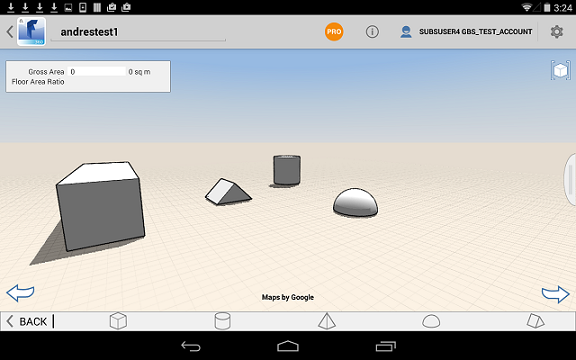 3:24
andrestest1
PRO
SUBSUSER4 GBS_TEST_ACCOUNT
Gross Area 0 0 sq m
Floor Area Ratio
Maps by Google
BACK